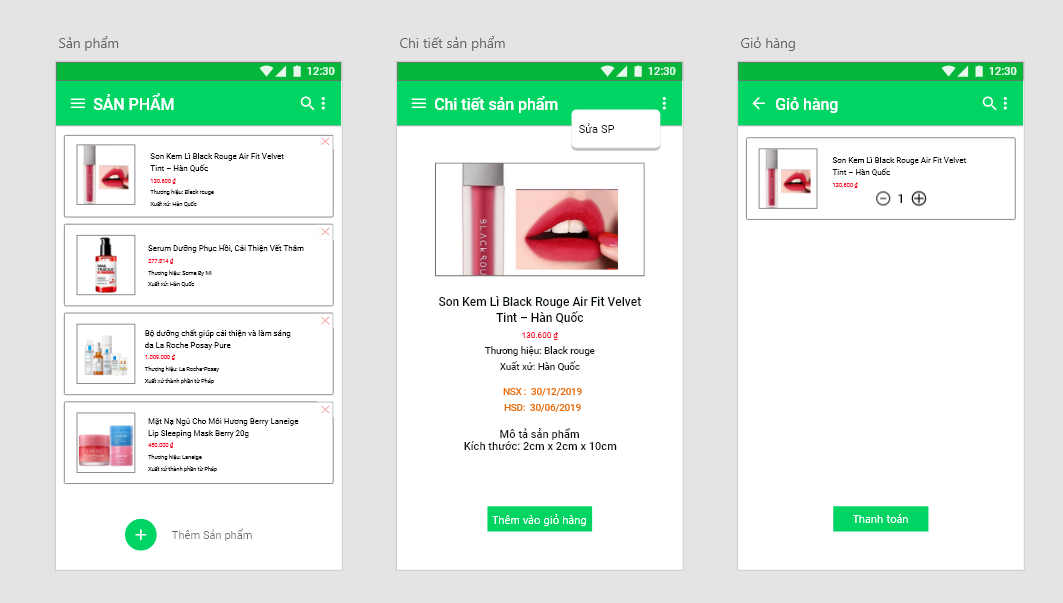 Sản phẩm
12:30
SẢN PHẨM
Son Kem Lì Black Rouge Air Fit Velvet
Tint – Hàn Quốc
130.600 ₫
Thương hiệu: Black rouge
Xuất xứ: Hàn Quốc
Serum Dưỡng Phục Hồi, Cải Thiện Vết Thâm
277.814 ₫
Thương hiệu: Some By Mi
Xuất xứ: Hàn Quốc
Bộ dưỡng chất giúp cải thiện và làm sáng
da La Roche Posay Pure
1.009.000 ₫
Thương hiệu: La Roche-Posay
Xuất xứ thành phần từ Pháp
Mặt Nạ Ngủ Cho Môi Hương Berry Laneige
Lip Sleeping Mask Berry 20g
450.000 ₫
Thương hiệu: Laneige
Xuất xứ thành phần từ Pháp
Thêm Sản phẩm
Chi tiết sản phẩm
12:30
Chi tiết sản phẩm
Sửa SP
BLACKROU
Son Kem Lì Black Rouge Air Fit Velvet
Tint – Hàn Quốc
130.600 ₫
Thương hiệu: Black rouge
Xuất xứ: Hàn Quốc
NSX : 30/12/2019
HSD: 30/06/2019
Mô tả sản phẩm
Kích thước: 2cm x 2cm x 10cm
Thêm vào giỏ hàng
Giỏ hàng
12:30
Giỏ hàng
Son Kem Lì Black Rouge Air Fit Velvet
Tint – Hàn Quốc
130.600 ₫
1
Thanh toán